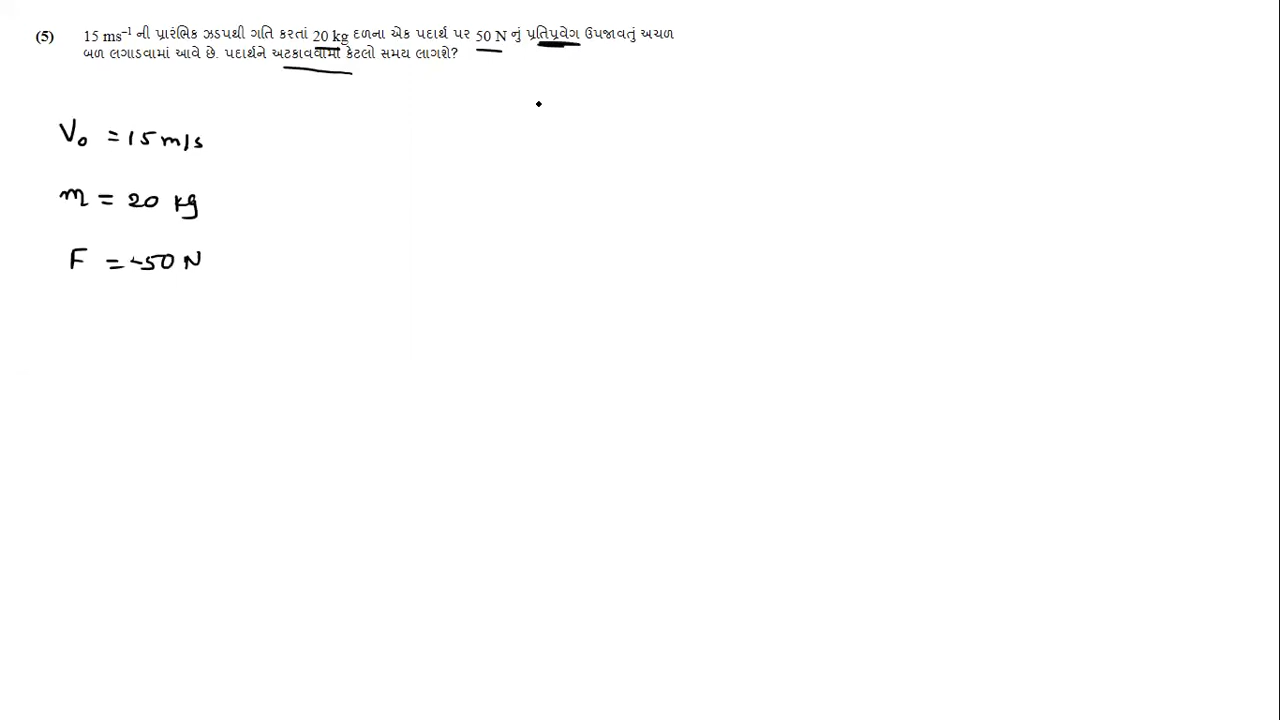 (5) 15 ms⁻¹ ની પ્રારંભિક ઝડપથી ગતિ કરતાં 20 kg દળના એક પદાર્થ પર 50 N નું પ્રતિપ્રવેગ ઉપજાવતું અચળ
બળ લગાડવામાં આવે છે. પદાર્થને અટકાવવામાં કેટલો સમય લાગશે?
V₀ = 15 m/s
m = 20 kg
F = -50 N